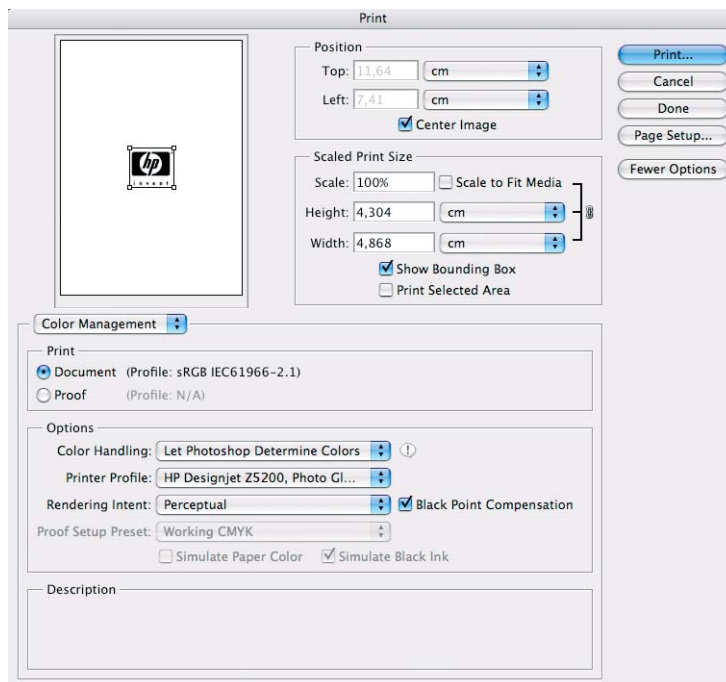 Print
hp
invent
Position
Top: 11,64 cm
Left: 7,41 cm
Center Image
Scaled Print Size
Scale: 100% Scale to Fit Media
Height: 4,304 cm
Width: 4,868 cm
Show Bounding Box
Print Selected Area
Print...
Cancel
Done
Page Setup...
Fewer Options
Color Management
Print
Document (Profile: sRGB IEC61966-2.1)
Proof (Profile: N/A)
Options
Color Handling: Let Photoshop Determine Colors
Printer Profile: HP Designjet Z5200, Photo Gl...
Rendering Intent: Perceptual Black Point Compensation
Proof Setup Preset: Working CMYK
Simulate Paper Color Simulate Black Ink
Description